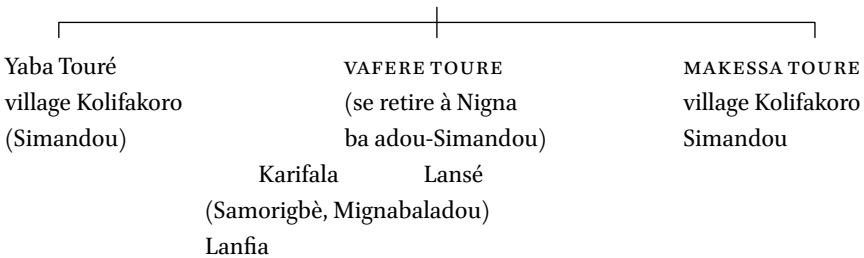 Yaba Touré VAFERE TOURE MAKESSA TOURE
village Kolifakoro (se retire à Nigna village Kolifakoro
(Simandou) ba adou-Simandou) Simandou
Karifala Lansé
(Samorigbè, Mignabaladou)
Lanfia